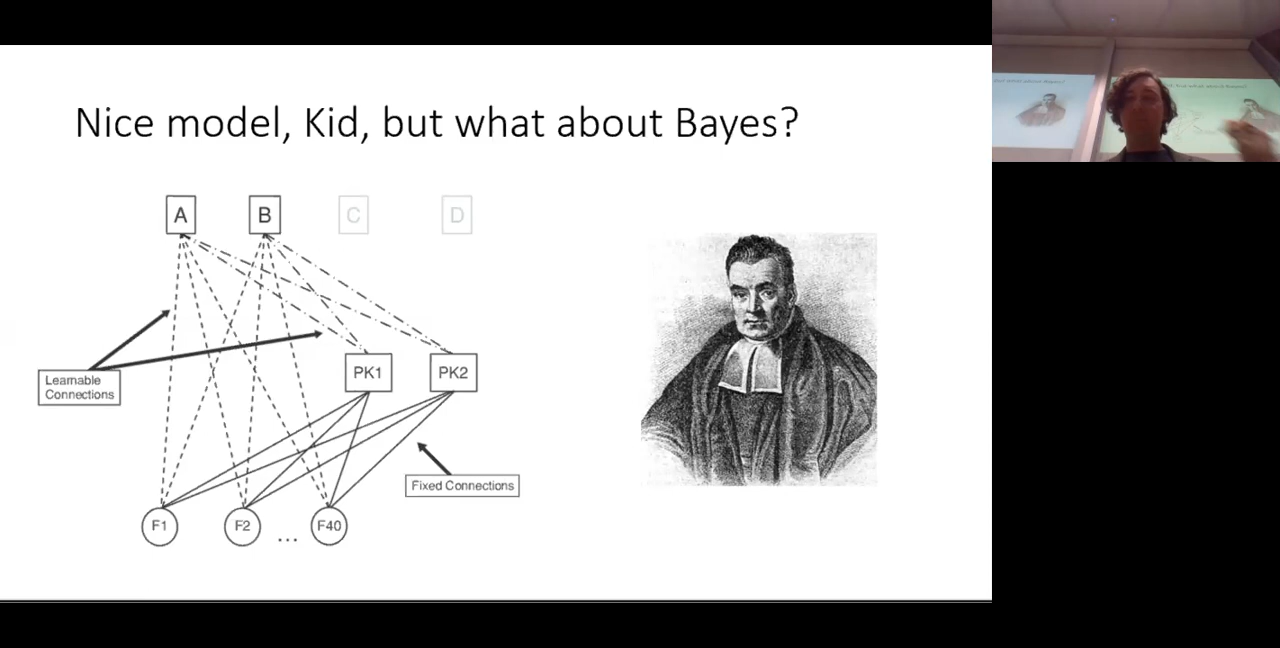 Nice model, Kid, but what about Bayes?
A B C D
PK1 PK2
Learnable
Connections
Fixed Connections
F1 F2 ... F40